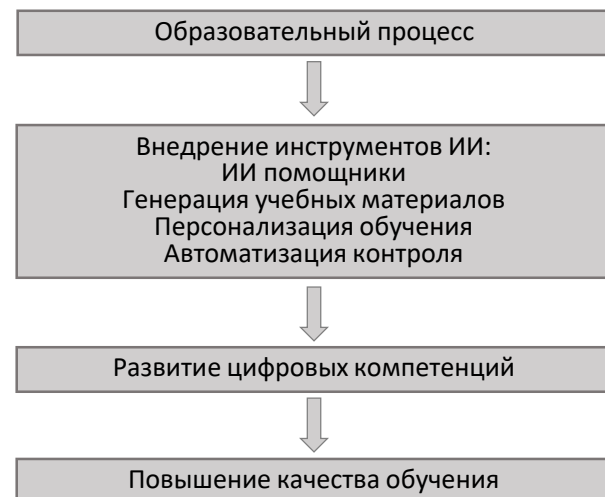 Образовательный процесс
Внедрение инструментов ИИ:
ИИ помощники
Генерация учебных материалов
Персонализация обучения
Автоматизация контроля
Развитие цифровых компетенций
Повышение качества обучения